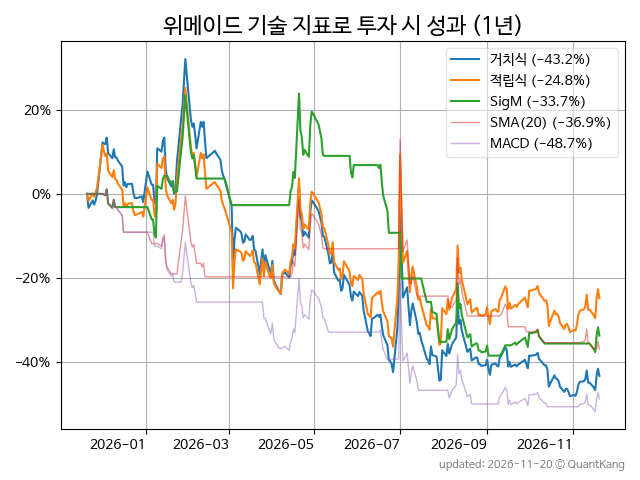 위메이드 기술 지표로 투자 시 성과 (1년)
거치식 (−43.2%)
적립식 (−24.8%)
SigM (−33.7%)
SMA(20) (−36.9%)
MACD (−48.7%)
20%
0%
−20%
−40%
2026-01 2026-03 2026-05 2026-07 2026-09 2026-11
updated: 2026-11-20 © QuantKang